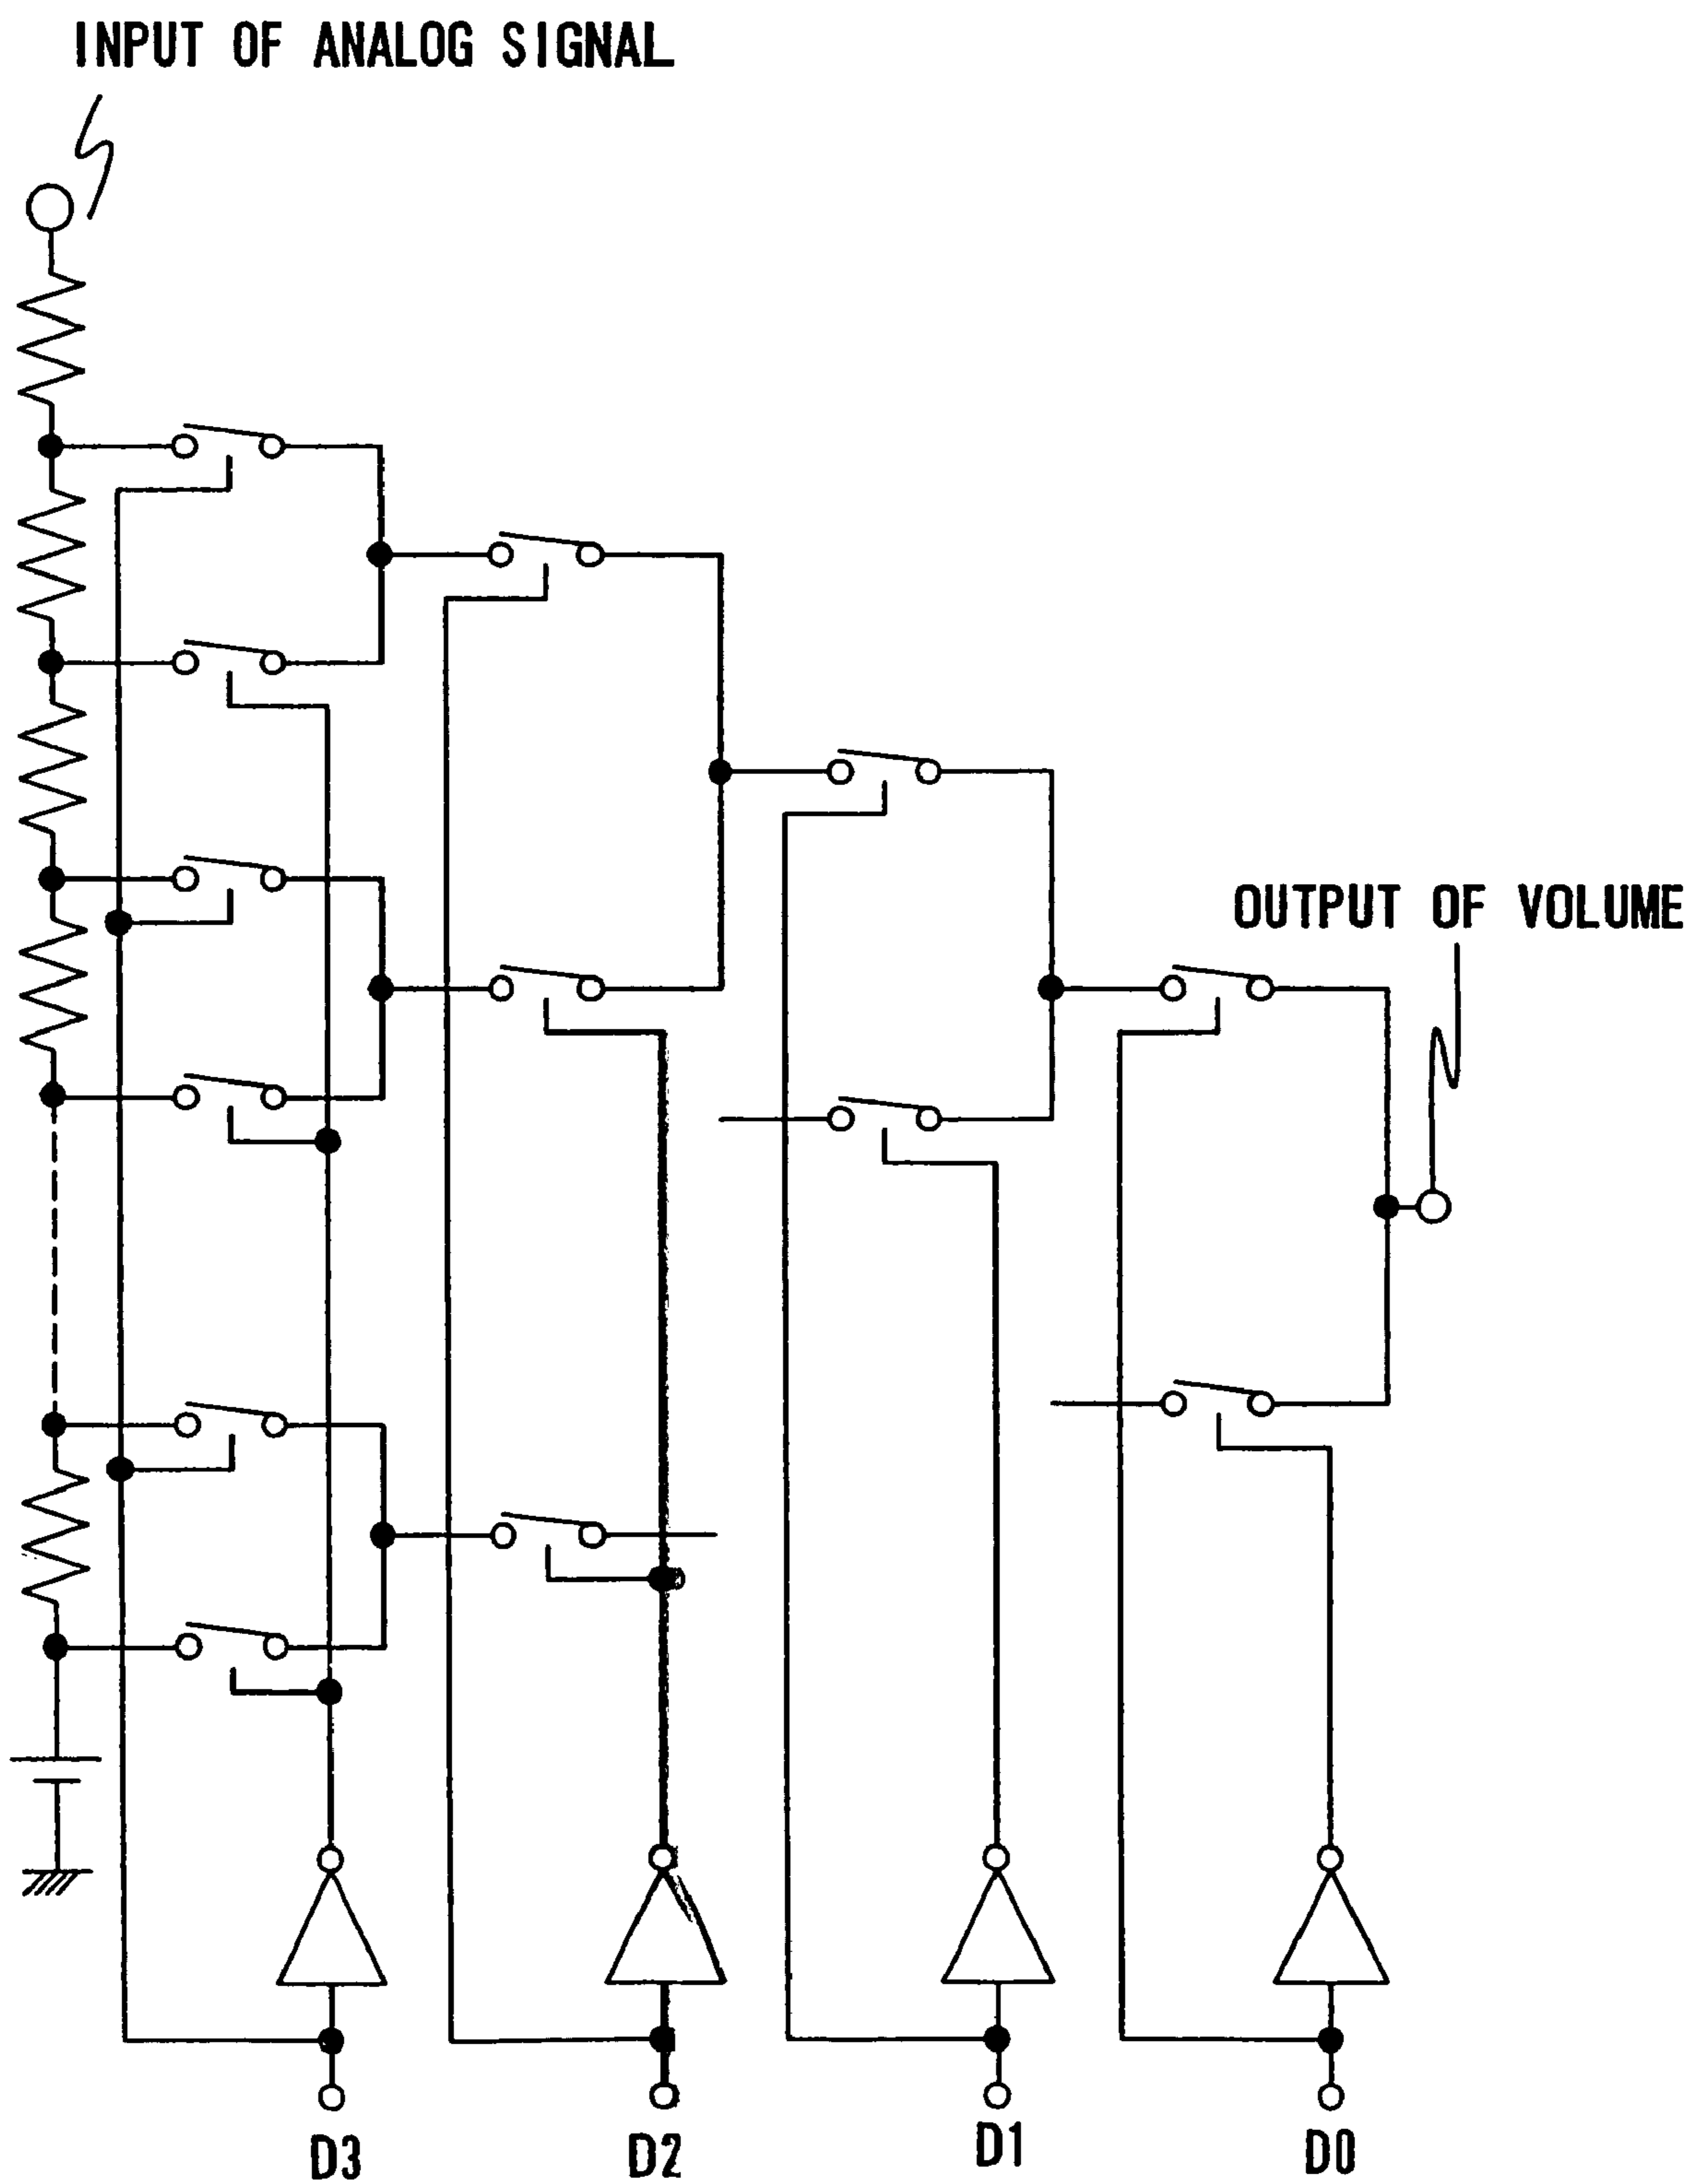 INPUT OF ANALOG SIGNAL
OUTPUT OF VOLUME
D3
D2
D1
D0